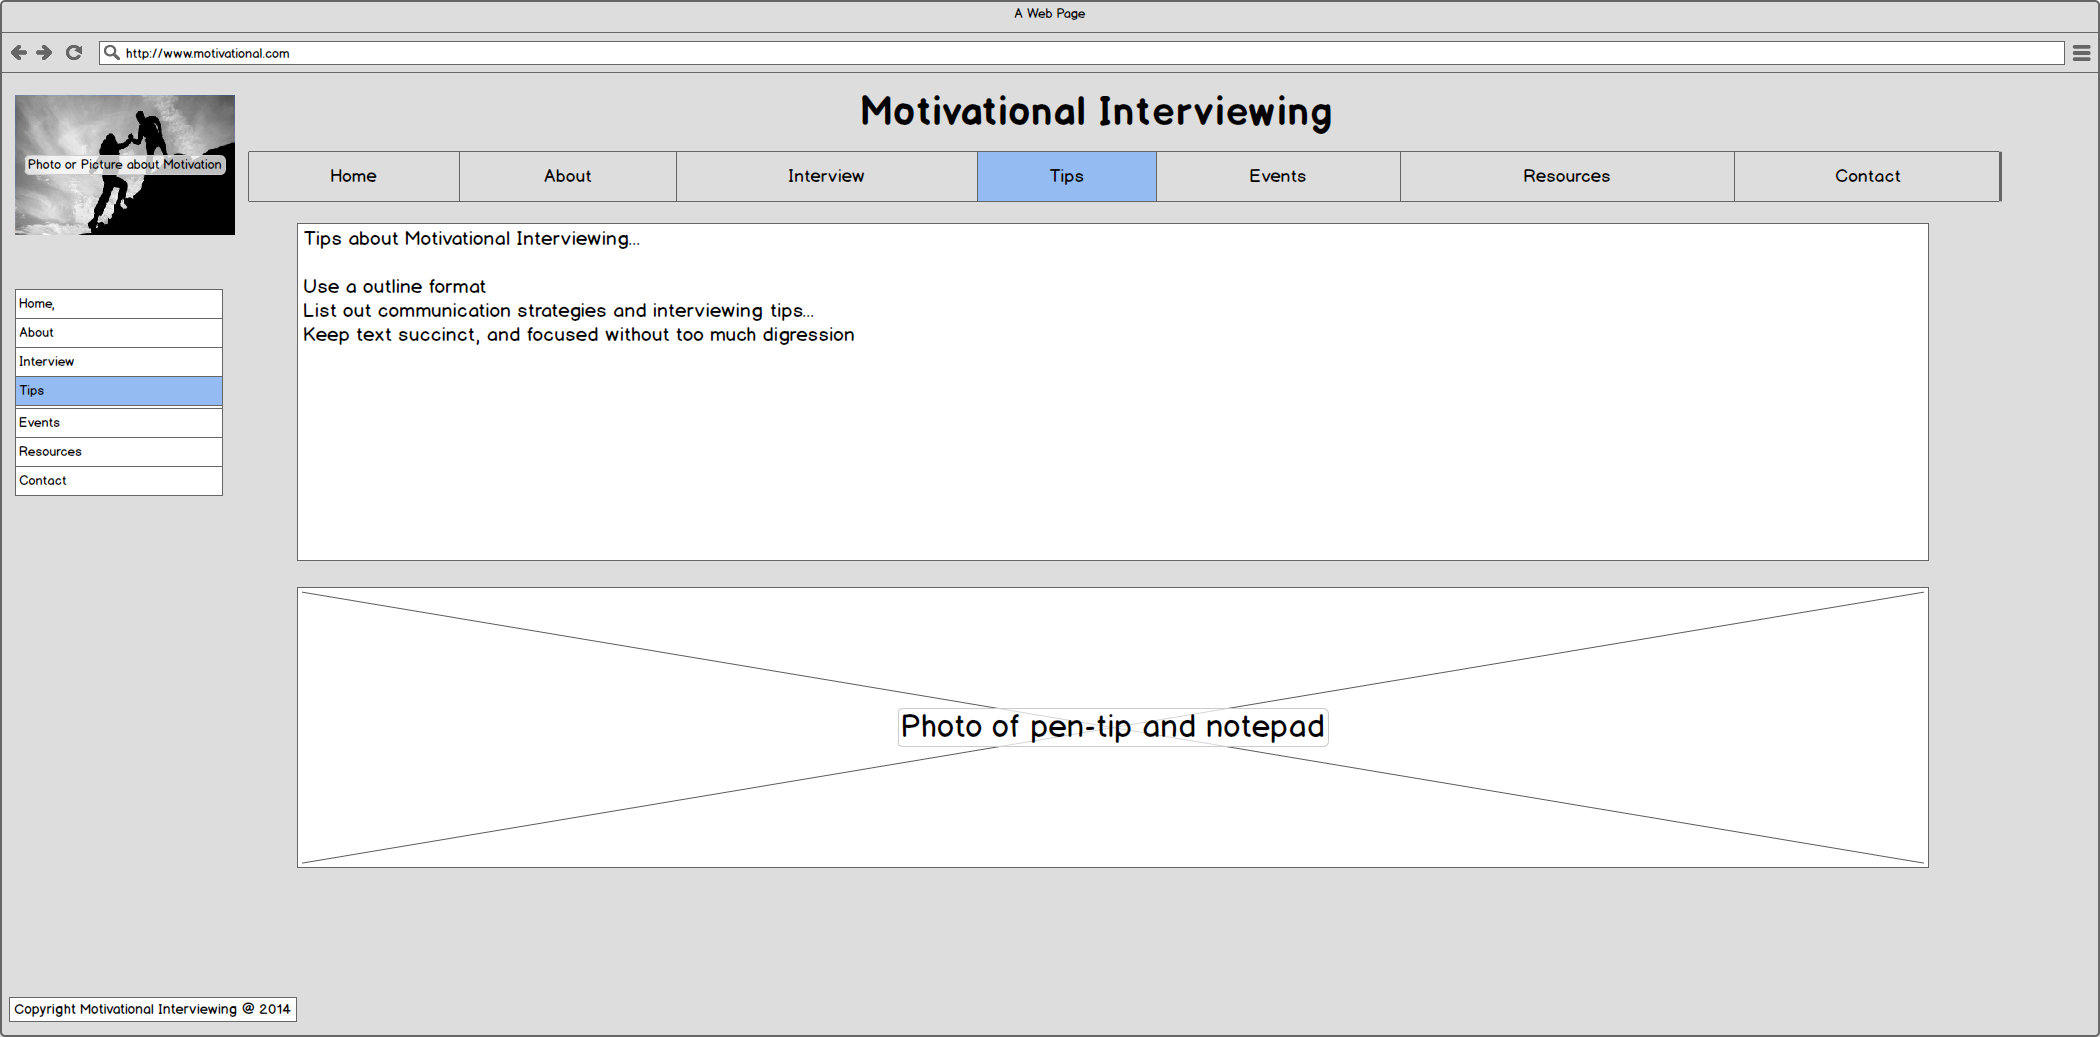 A Web Page
http://www.motivational.com
Motivational Interviewing
Photo or Picture about Motivation
Home About Interview Tips Events Resources Contact
Tips about Motivational Interviewing...
Use a outline format
List out communication strategies and interviewing tips...
Keep text succinct, and focused without too much digression
Home,
About
Interview
Tips
Events
Resources
Contact
Photo of pen-tip and notepad
Copyright Motivational Interviewing @ 2014